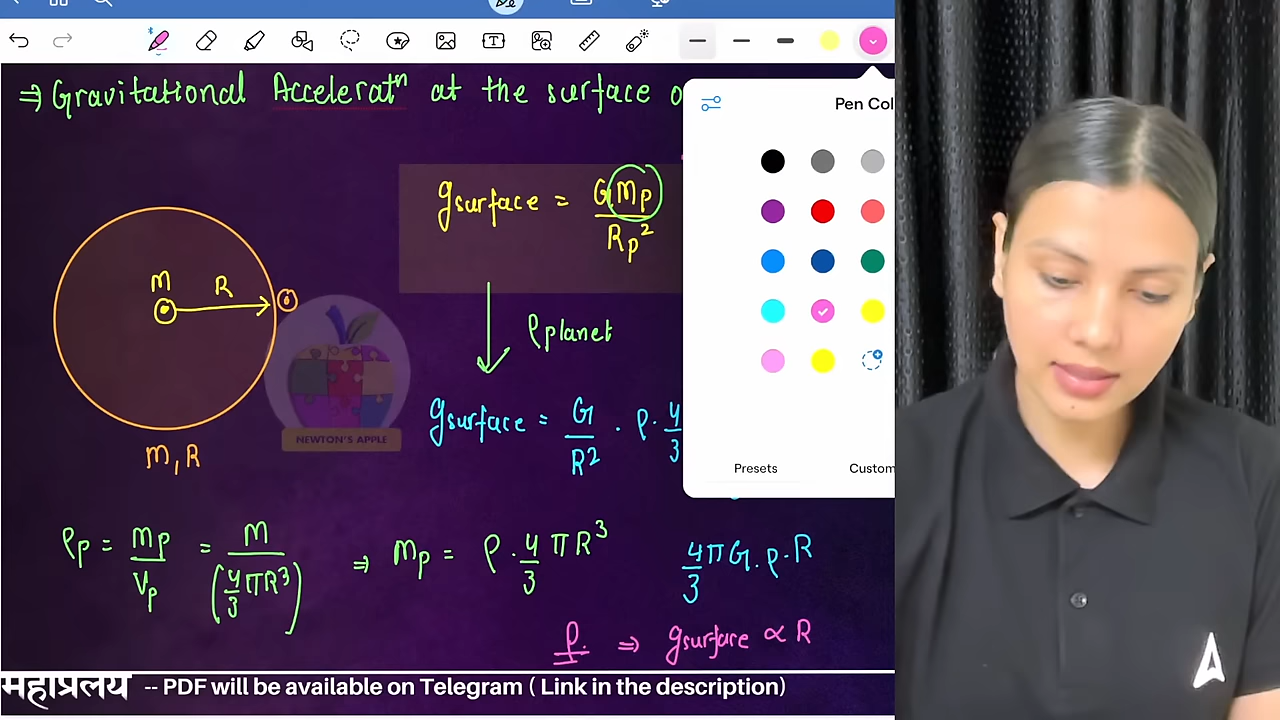 ⇒ Gravitational Acceleratⁿ at the surface o
Pen Col
g_surface = GM_p / R_p²
M
R
ρ_planet
g_surface = G/R² · ρ · 4/3
NEWTON'S APPLE
M, R
Presets Custom
ρ_p = M_p/V_p = M/(4/3 πR³) ⇒ M_p = ρ · 4/3 πR³
4/3 πG · ρ · R
ρ. ⇒ g_surface ∝ R
महाप्रलय -- PDF will be available on Telegram ( Link in the description)